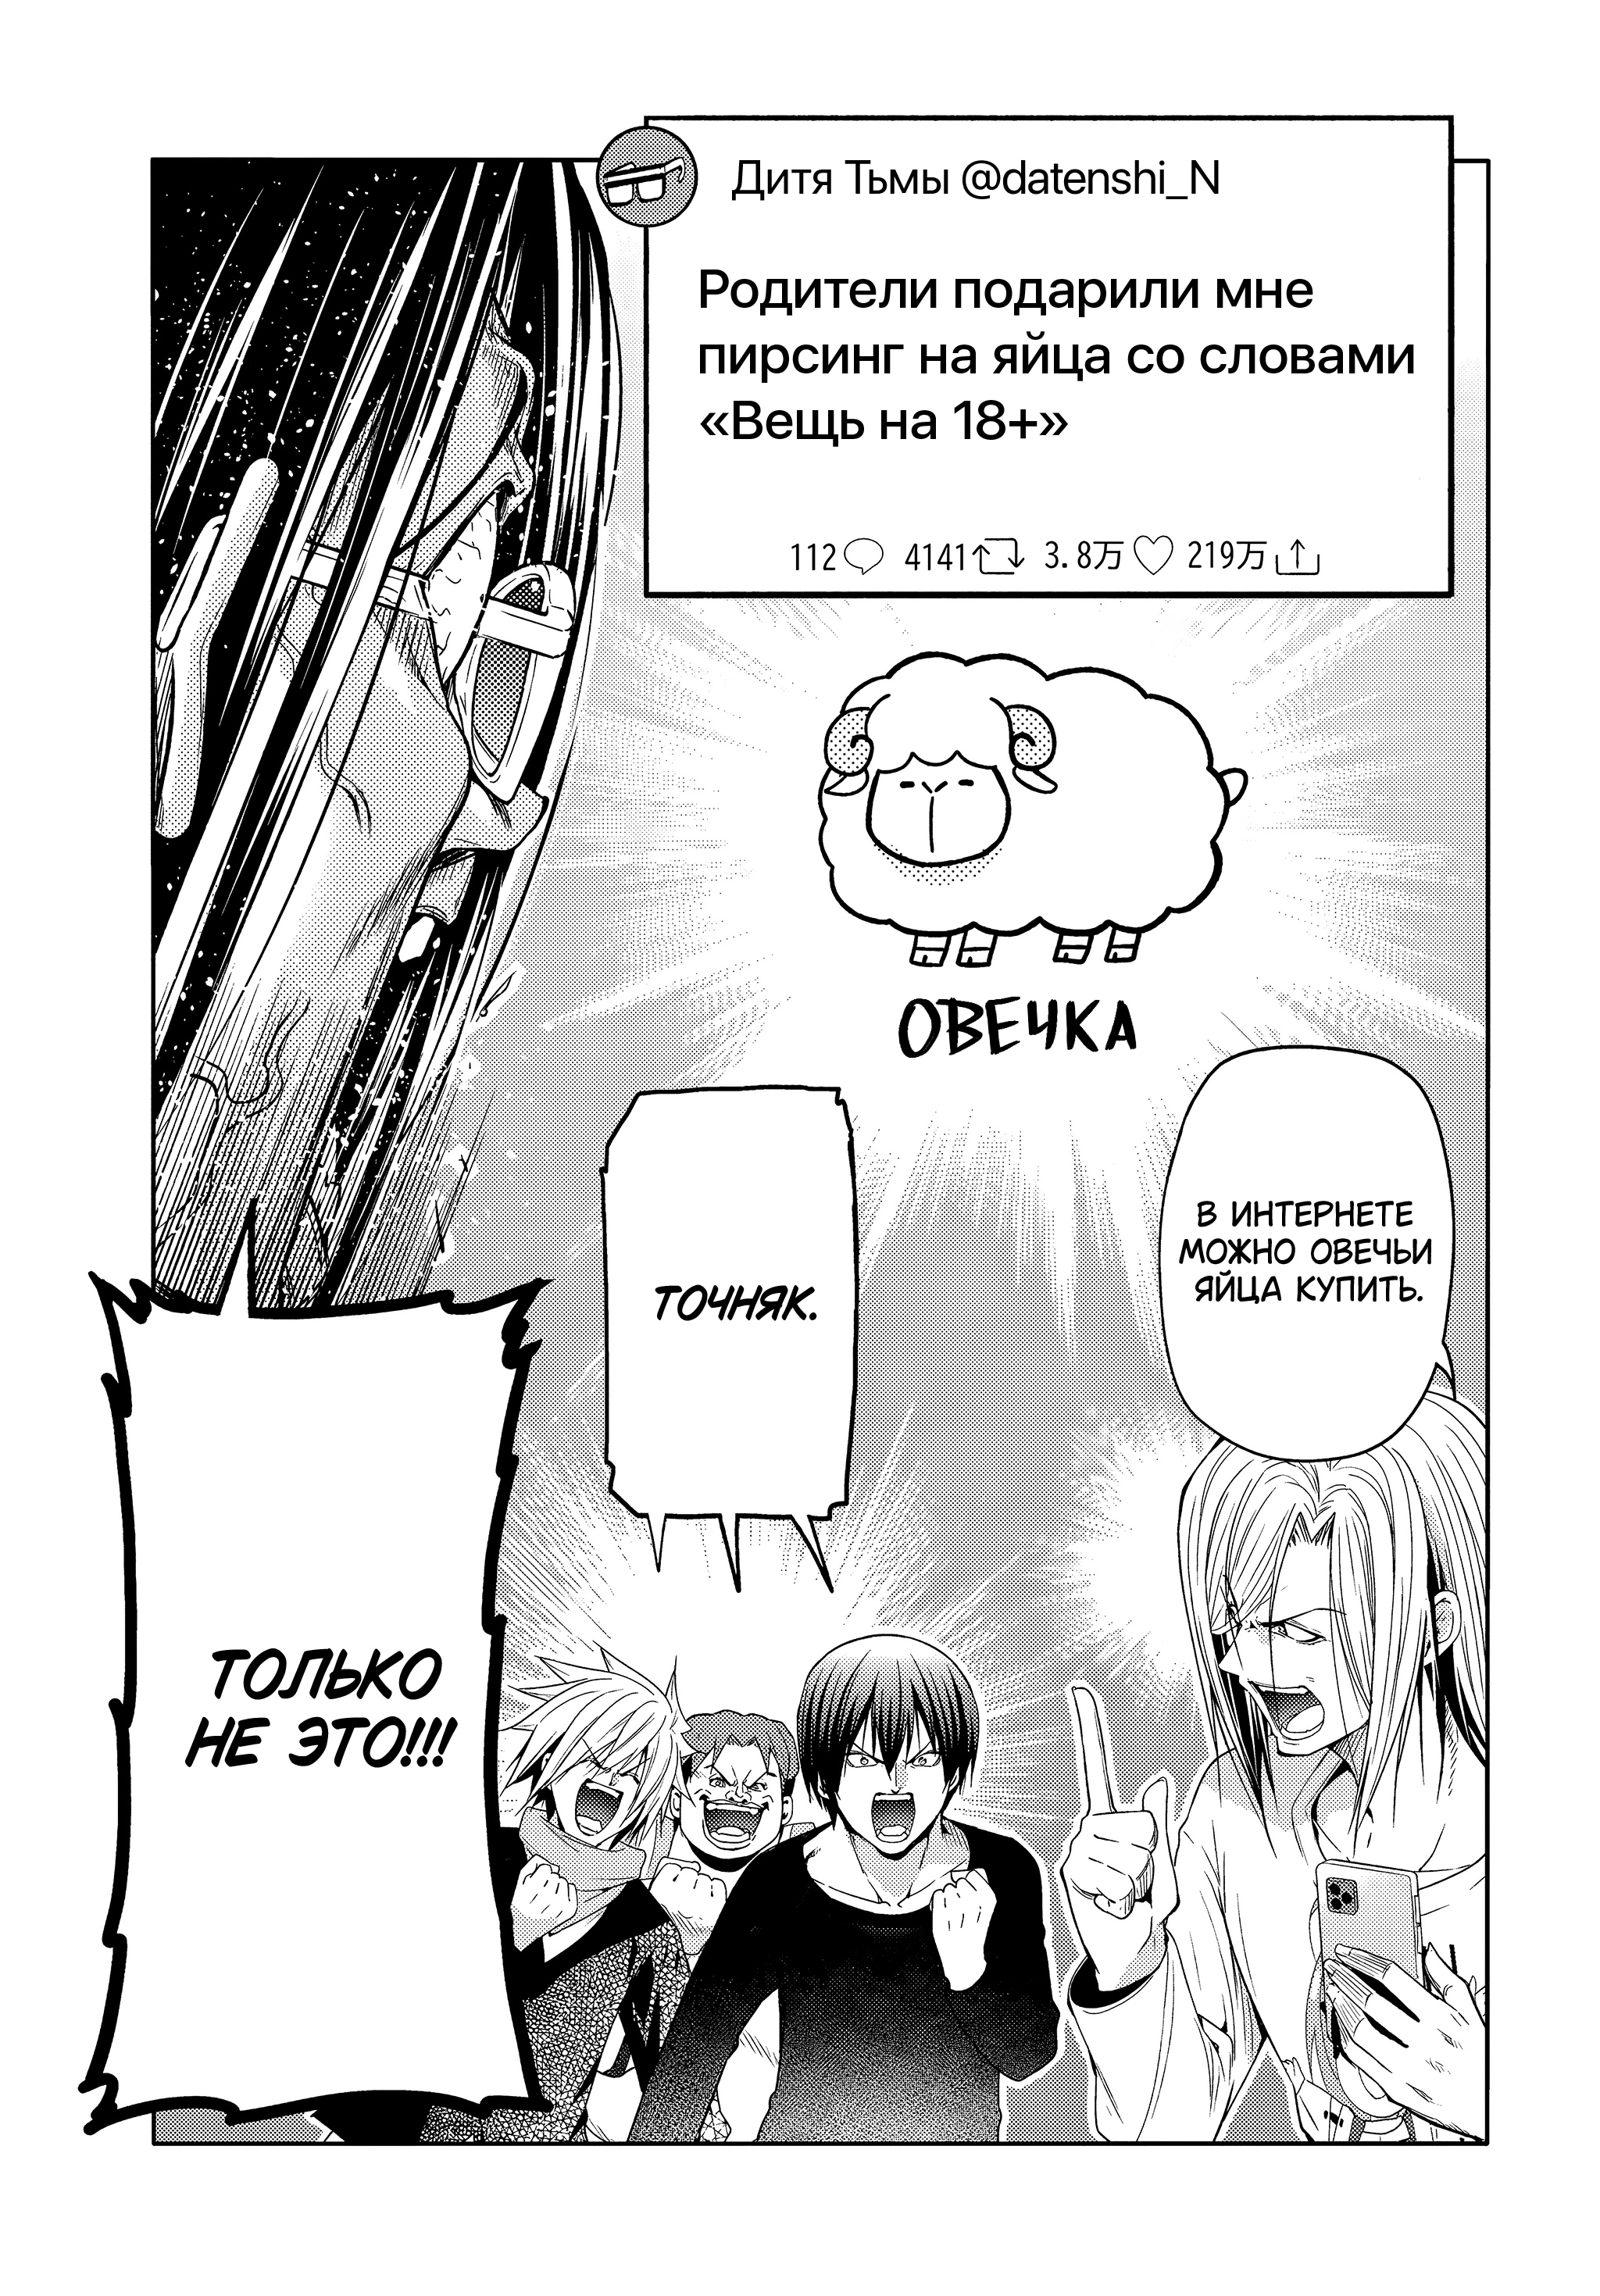 Дитя Тьмы @datenshi_N
Родители подарили мне
пирсинг на яйца со словами
«Вещь на 18+»
112 4141 3.8万 219万
ОВЕЧКА
В ИНТЕРНЕТЕ
МОЖНО ОВЕЧЬИ
ЯЙЦА КУПИТЬ.
ТОЧНЯК.
ТОЛЬКО
НЕ ЭТО!!!